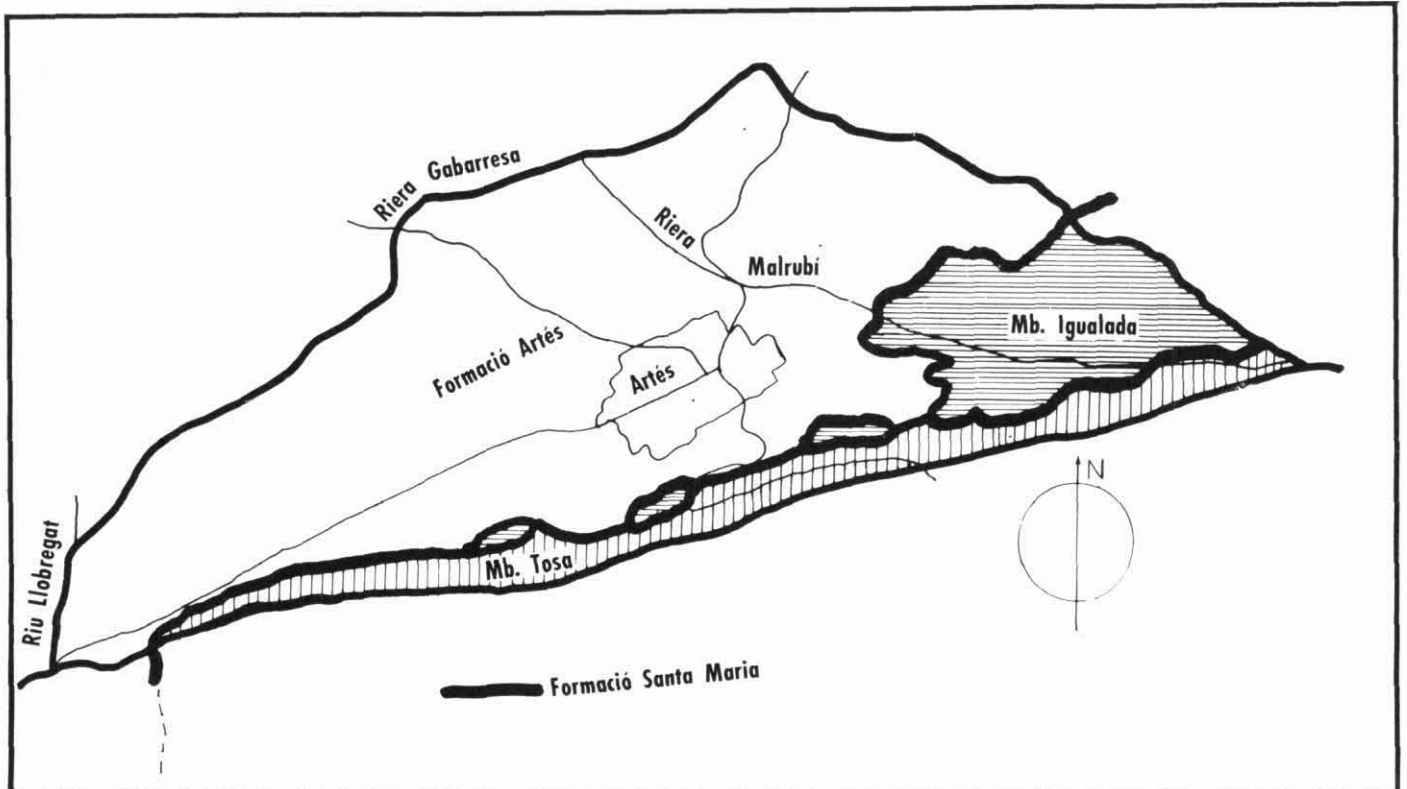 Riera Gabarresa
Riera Malrubí
Mb. Igualada
Formació Artés
Artés
N
Riu Llobregat
Mb. Tosa
Formació Santa Maria